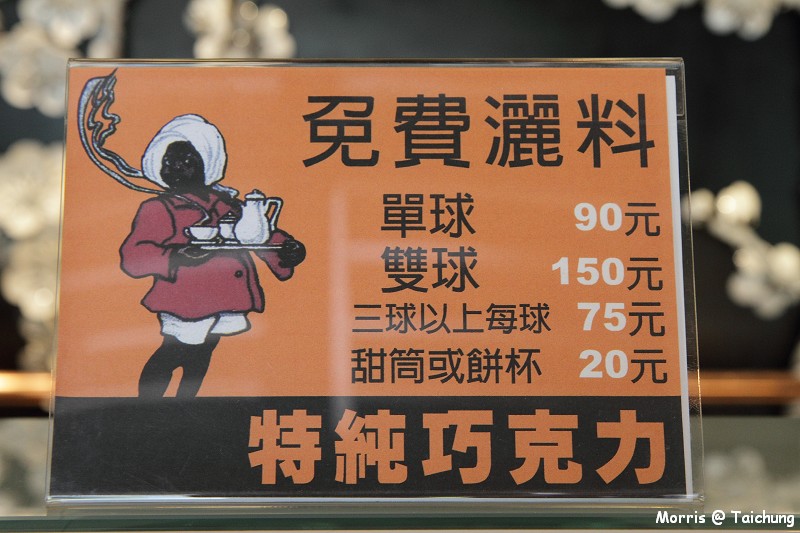 免費灑料
單球 90元
雙球 150元
三球以上每球 75元
甜筒或餅杯 20元
特純巧克力
Morris @ Taichung